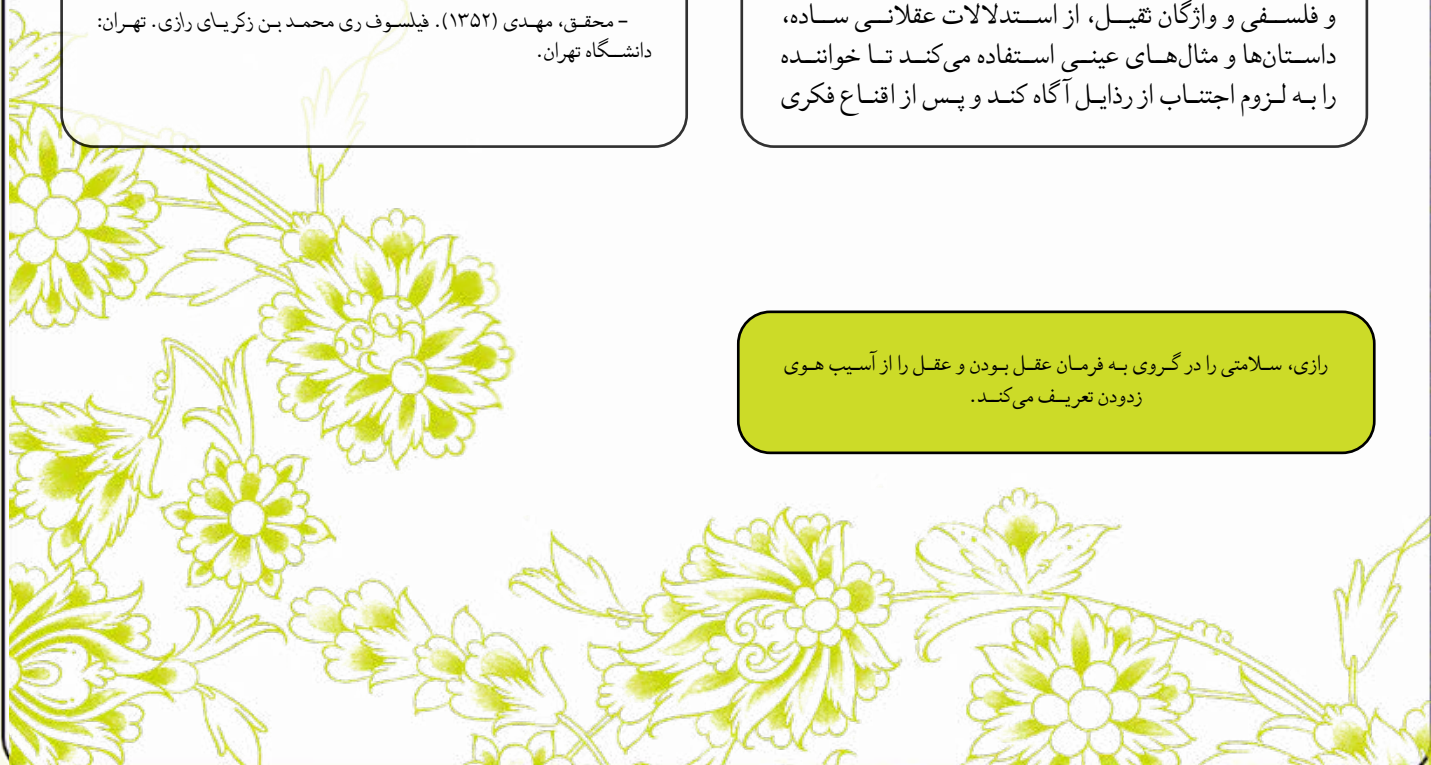 و فلسفی و واژگان ثقیل، از استدلالات عقلانی ساده،
داستان‌ها و مثال‌های عینی استفاده می‌کند تا خواننده
را به لزوم اجتناب از رذایل آگاه کند و پس از اقناع فکری
- محقق، مهدی (۱۳۵۲). فیلسوف ری محمد بن زکریای رازی. تهران:
دانشگاه تهران.
رازی، سلامتی را در گروی به فرمان عقل بودن و عقل را از آسیب هوی
زدودن تعریف می‌کند.